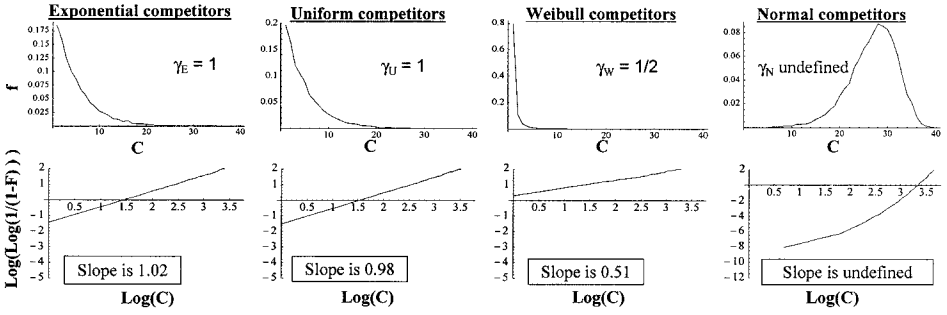 Exponential competitors
Uniform competitors
Weibull competitors
Normal competitors
f
0.175
0.15
0.125
0.1
0.075
0.05
0.025
γE = 1
10 20 30 40
C
0.2
0.15
0.1
0.05
γU = 1
10 20 30 40
C
0.8
0.6
0.4
0.2
γW = 1/2
10 20 30 40
C
0.08
0.06
0.04
0.02
γN undefined
10 20 30 40
C
Log(Log(1/(1-F)))
2
1
-1
-2
-3
-4
-5
0.5 1 1.5 2 2.5 3 3.5
Slope is 1.02
Log(C)
2
1
-1
-2
-3
-4
-5
0.5 1 1.5 2 2.5 3 3.5
Slope is 0.98
Log(C)
2
1
-1
-2
-3
-4
-5
0.5 1 1.5 2 2.5 3 3.5
Slope is 0.51
Log(C)
2
-2
-4
-6
-8
-10
-12
0.5 1 1.5 2 2.5 3 3.5
Slope is undefined
Log(C)